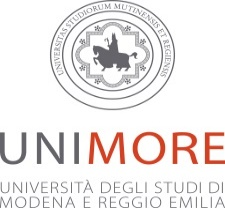 UNIVERSITAS STUDIORUM MUTINENSIS ET REGIENSIS
UNIMORE
UNIVERSITÀ DEGLI STUDI DI
MODENA E REGGIO EMILIA